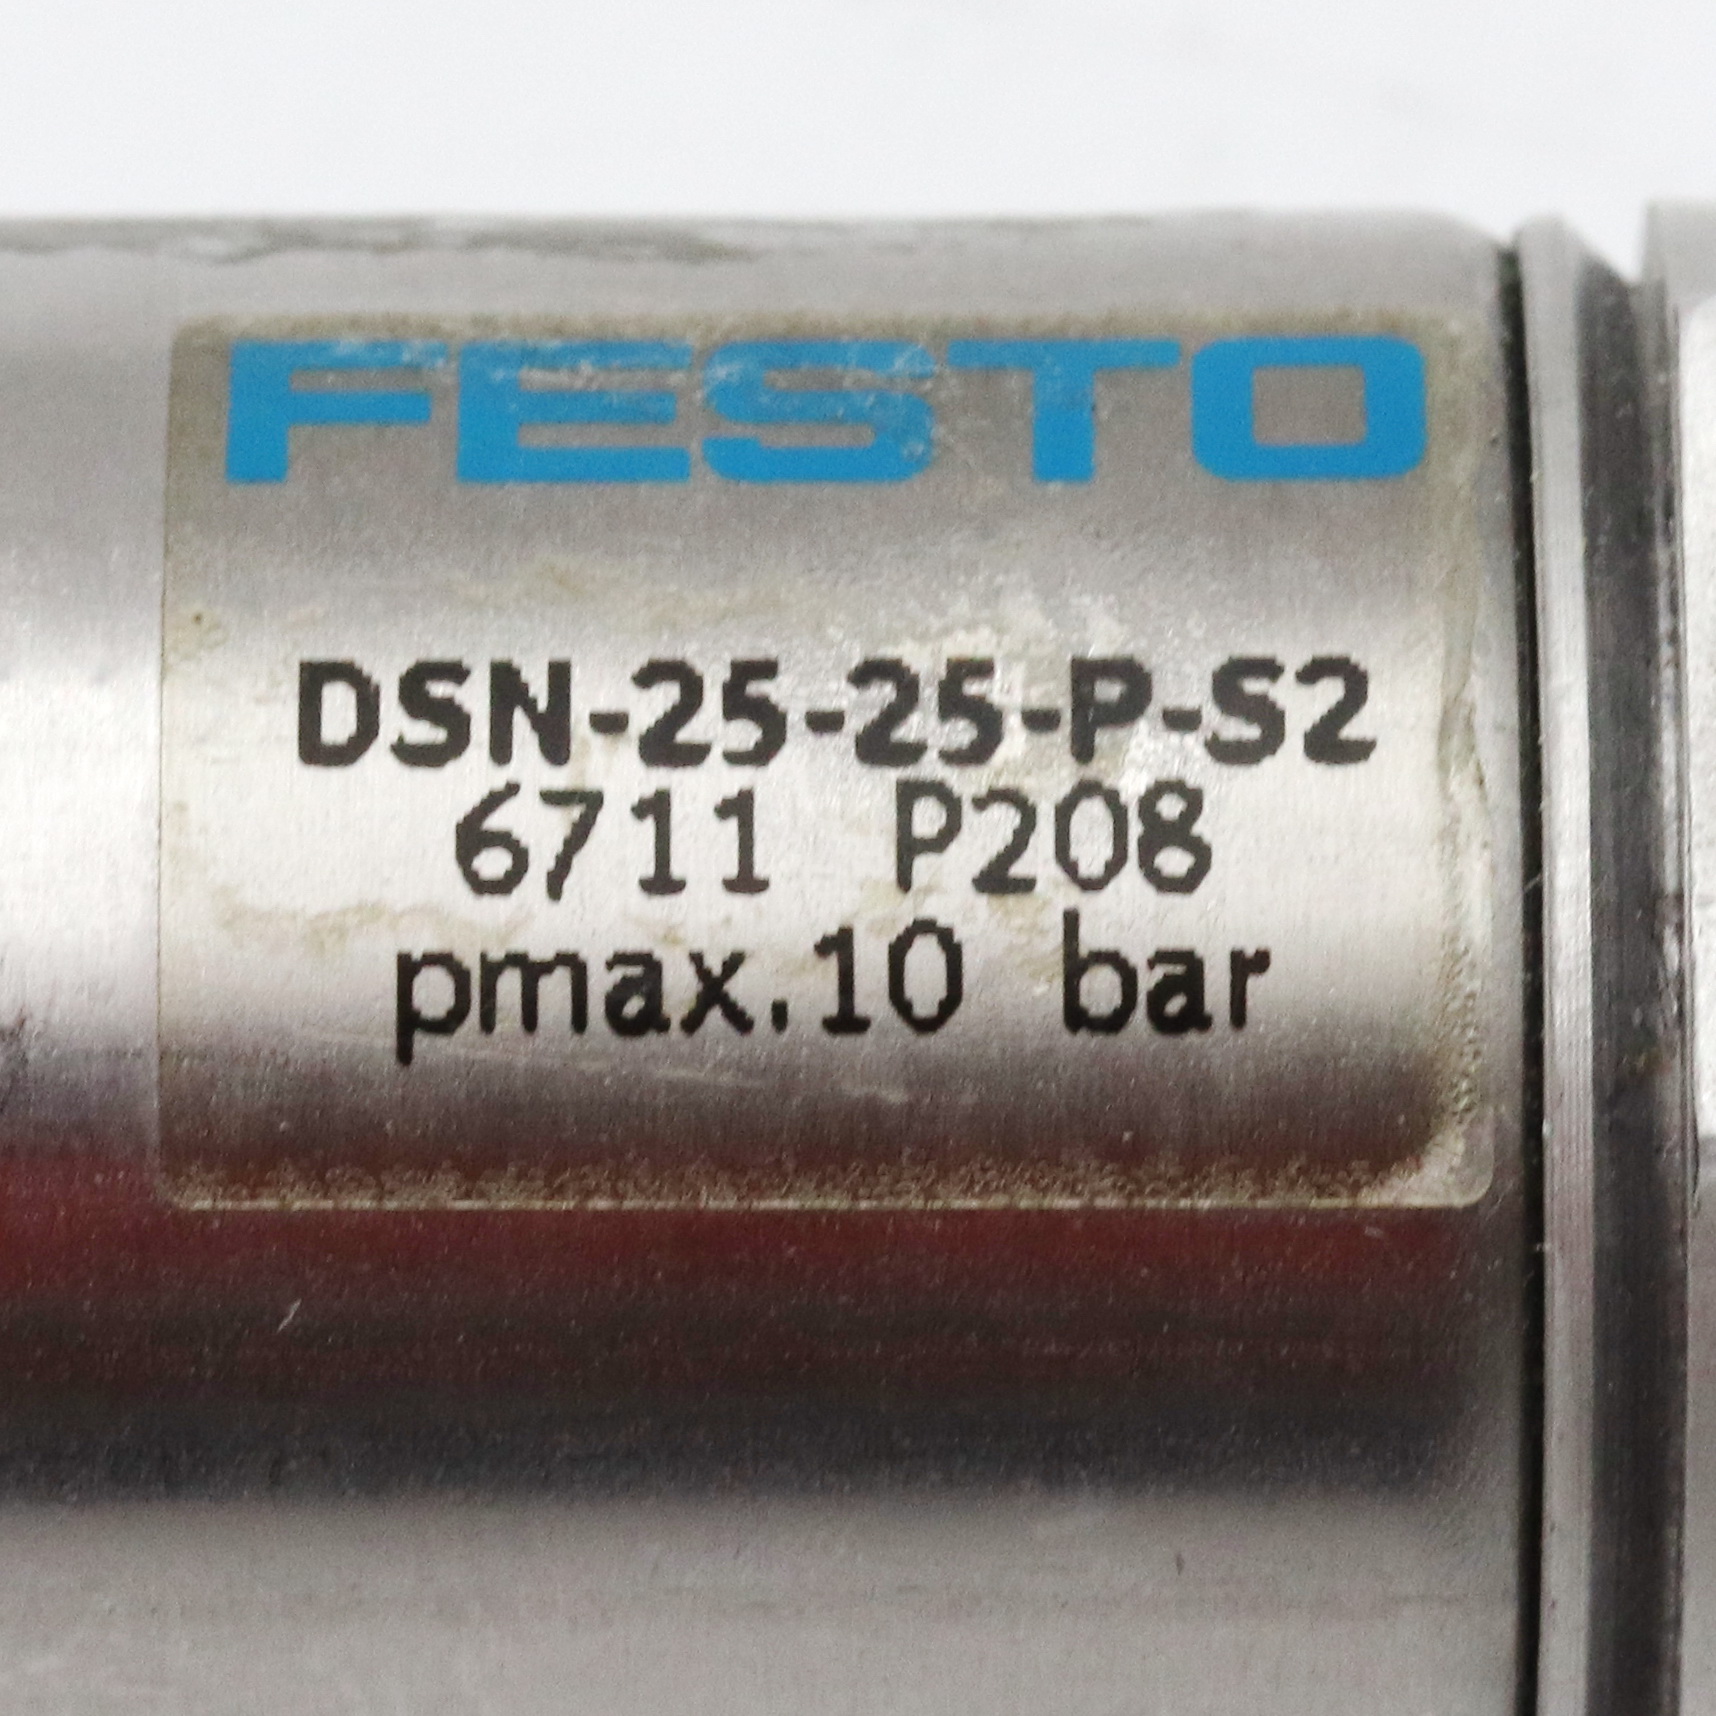 FESTO
DSN-25-25-P-S2
6711 P208
pmax.10 bar